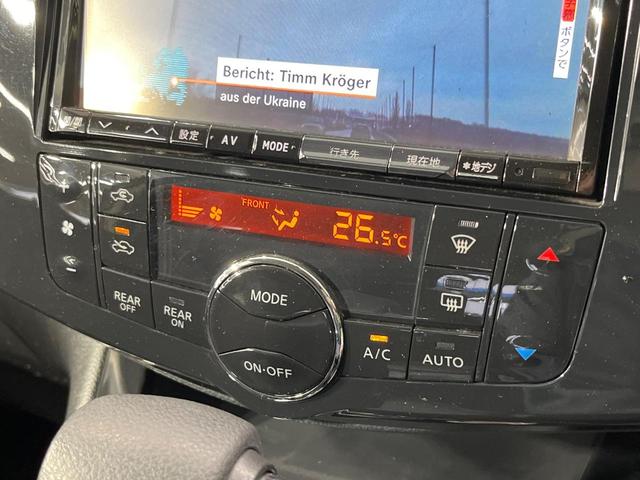 ボタンで
Bericht: Timm Kröger
aus der Ukraine
設定
AV
MODE
行き先
現在地
*地デジ
FRONT
26.5℃
MODE
REAR
OFF
REAR
ON
ON·OFF
A/C
AUTO